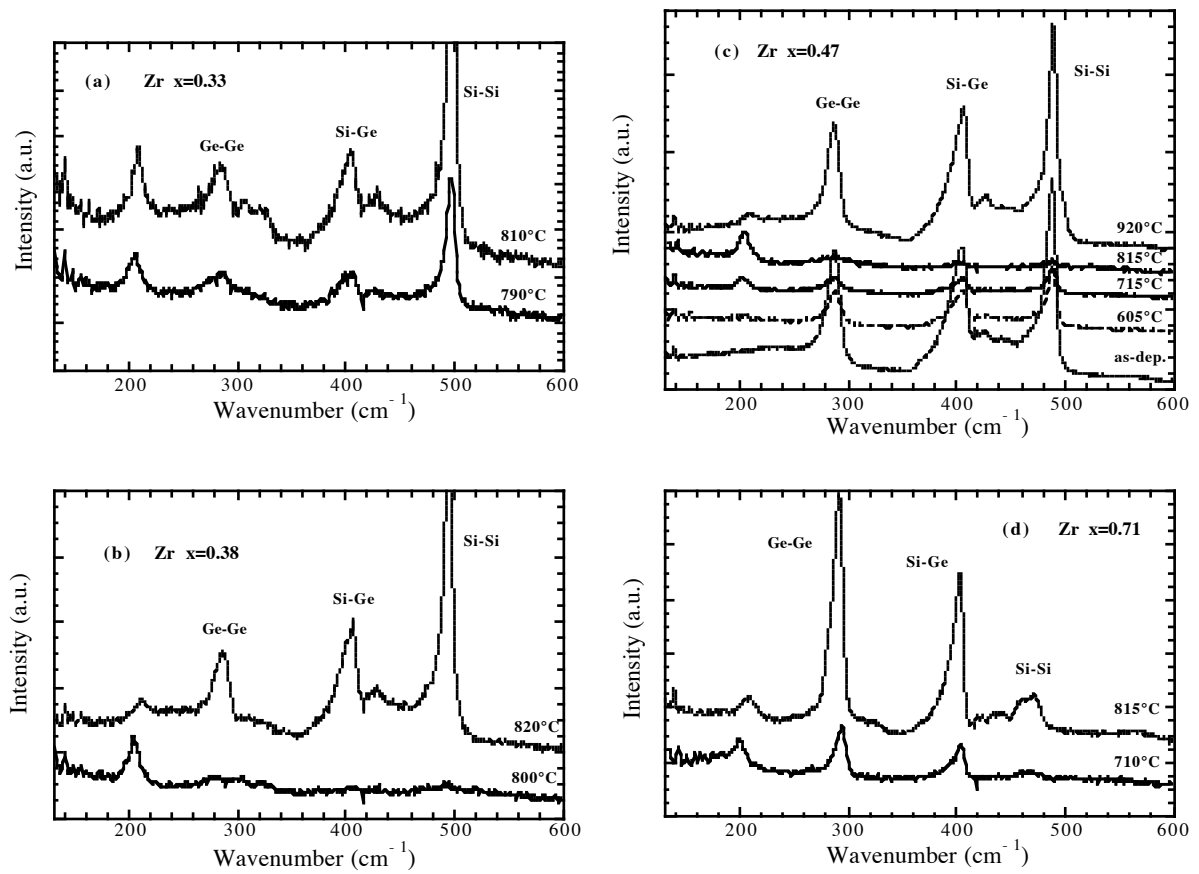 (a) Zr x=0.33
Si-Si
Ge-Ge
Si-Ge
810°C
790°C
Intensity (a.u.)
200 300 400 500 600
Wavenumber (cm⁻¹)
(c) Zr x=0.47
Si-Si
Si-Ge
Ge-Ge
920°C
815°C
715°C
605°C
as-dep.
Intensity (a.u.)
200 300 400 500 600
Wavenumber (cm⁻¹)
(b) Zr x=0.38
Si-Si
Si-Ge
Ge-Ge
820°C
800°C
Intensity (a.u.)
200 300 400 500 600
Wavenumber (cm⁻¹)
(d) Zr x=0.71
Ge-Ge
Si-Ge
Si-Si
815°C
710°C
Intensity (a.u.)
200 300 400 500 600
Wavenumber (cm⁻¹)